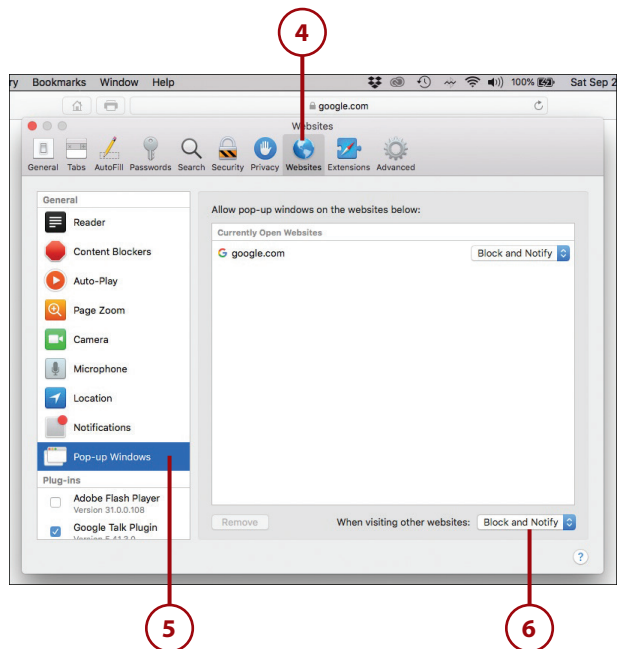 4
ry Bookmarks Window Help 100% Sat Sep 2
google.com
Websites
General Tabs AutoFill Passwords Search Security Privacy Websites Extensions Advanced
General
Reader
Content Blockers
Auto-Play
Page Zoom
Camera
Microphone
Location
Notifications
Pop-up Windows
Plug-ins
Adobe Flash Player
Version 31.0.0.108
Google Talk Plugin
Allow pop-up windows on the websites below:
Currently Open Websites
google.com Block and Notify
Remove When visiting other websites: Block and Notify
?
5 6